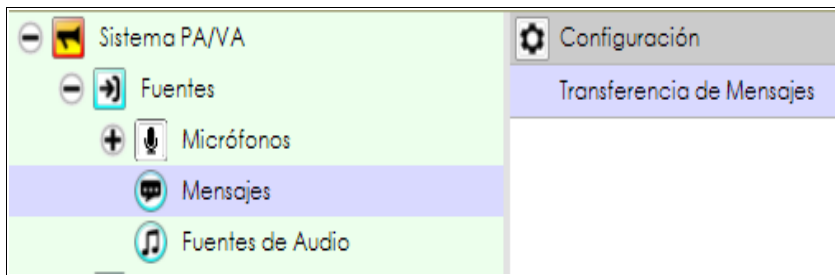 Sistema PA/VA
Fuentes
Micrófonos
Mensajes
Fuentes de Audio
Configuración
Transferencia de Mensajes